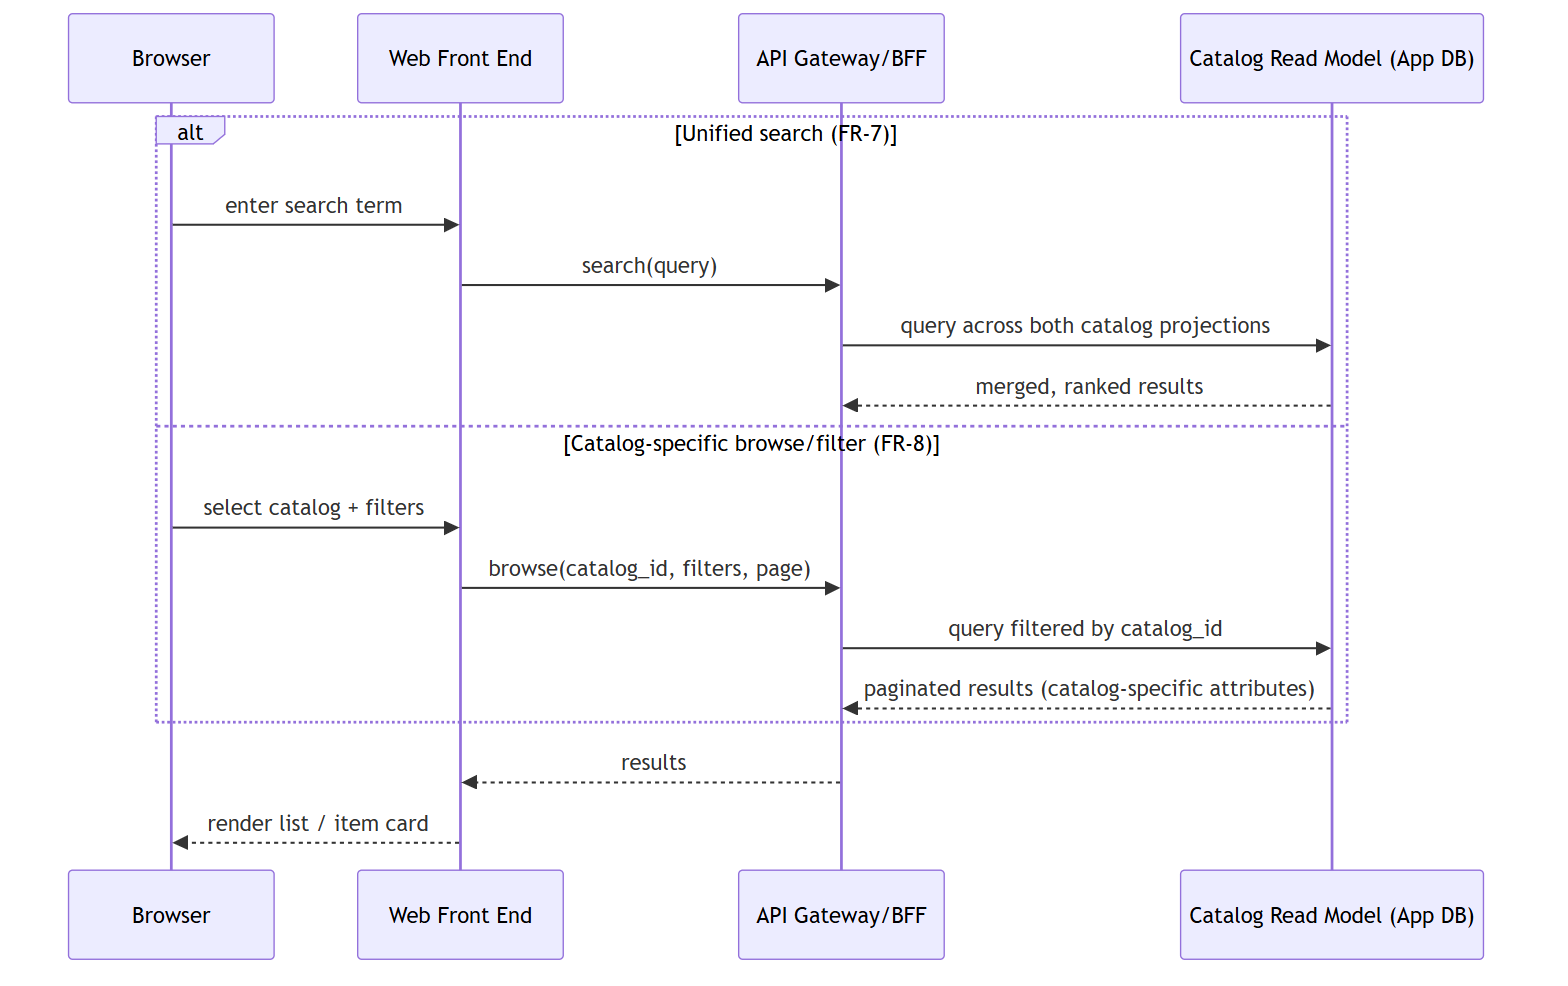 Browser
Web Front End
API Gateway/BFF
Catalog Read Model (App DB)
alt
[Unified search (FR-7)]
enter search term
search(query)
query across both catalog projections
merged, ranked results
[Catalog-specific browse/filter (FR-8)]
select catalog + filters
browse(catalog_id, filters, page)
query filtered by catalog_id
paginated results (catalog-specific attributes)
results
render list / item card
Browser
Web Front End
API Gateway/BFF
Catalog Read Model (App DB)